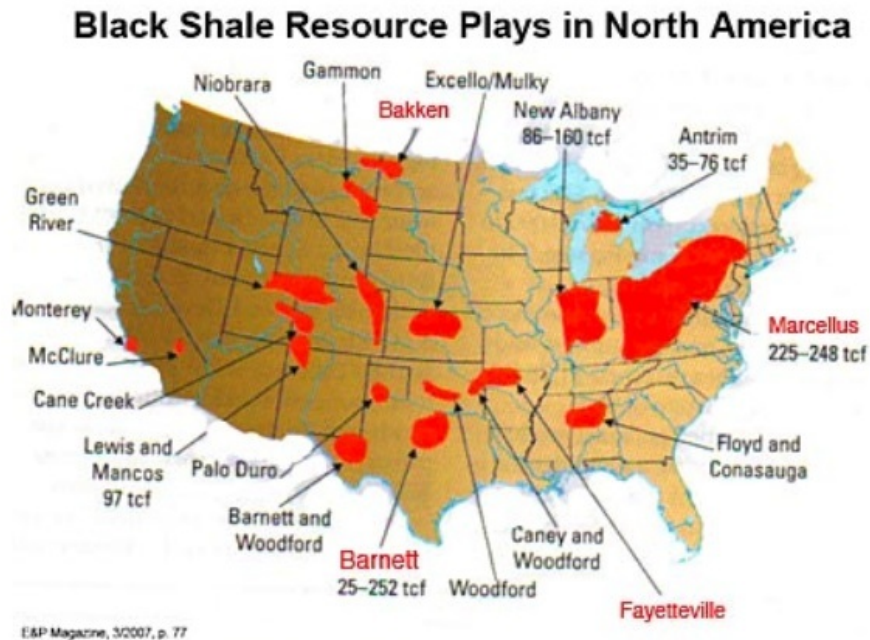 Black Shale Resource Plays in North America
Gammon
Excello/Mulky
Niobrara
Bakken
New Albany
86–160 tcf
Antrim
35–76 tcf
Green
River
Monterey
McClure
Marcellus
225–248 tcf
Cane Creek
Lewis and
Mancos
97 tcf
Palo Duro
Floyd and
Conasauga
Barnett and
Woodford
Caney and
Woodford
Barnett
25–252 tcf
Woodford
Fayetteville
E&P Magazine, 3/2007, p. 77